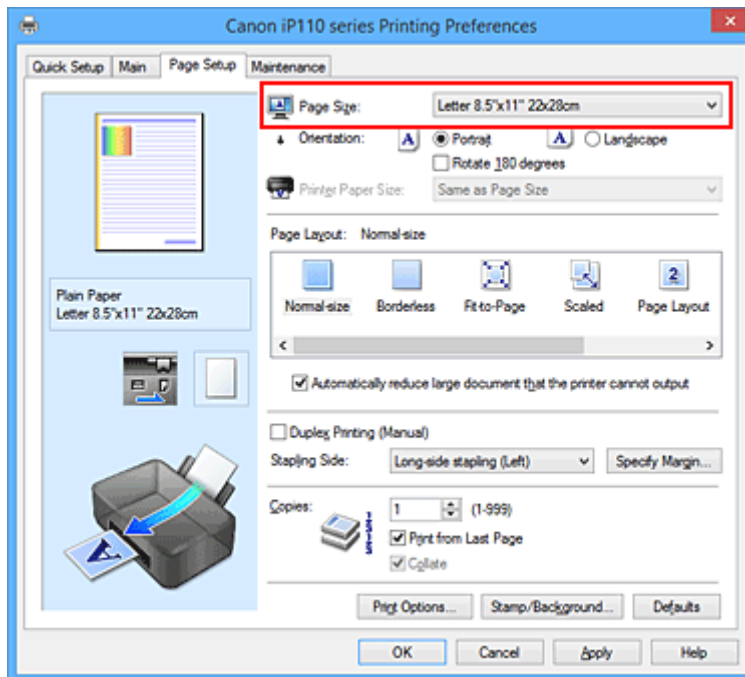 Canon iP110 series Printing Preferences
Quick Setup Main Page Setup Maintenance
Page Size: Letter 8.5"x11" 22x28cm
Orientation: A Portrait A Landscape
Rotate 180 degrees
Printer Paper Size: Same as Page Size
Page Layout: Normal-size
2
Normal-size Borderless Fit-to-Page Scaled Page Layout
Plain Paper
Letter 8.5"x11" 22x28cm
Automatically reduce large document that the printer cannot output
Duplex Printing (Manual)
Stapling Side: Long-side stapling (Left) Specify Margin...
Copies: 1 (1-999)
Print from Last Page
Collate
A
Print Options... Stamp/Background... Defaults
OK Cancel Apply Help